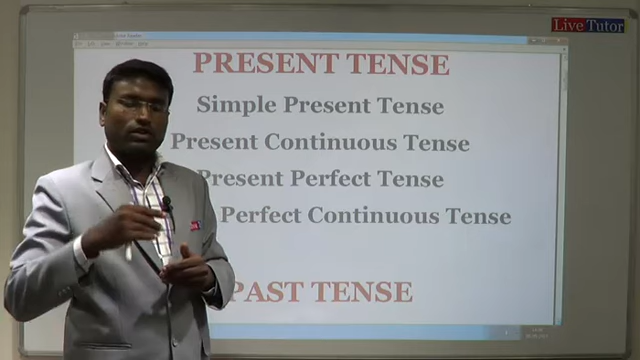 Live Tutor
PRESENT TENSE
Simple Present Tense
Present Continuous Tense
Present Perfect Tense
Perfect Continuous Tense
PAST TENSE